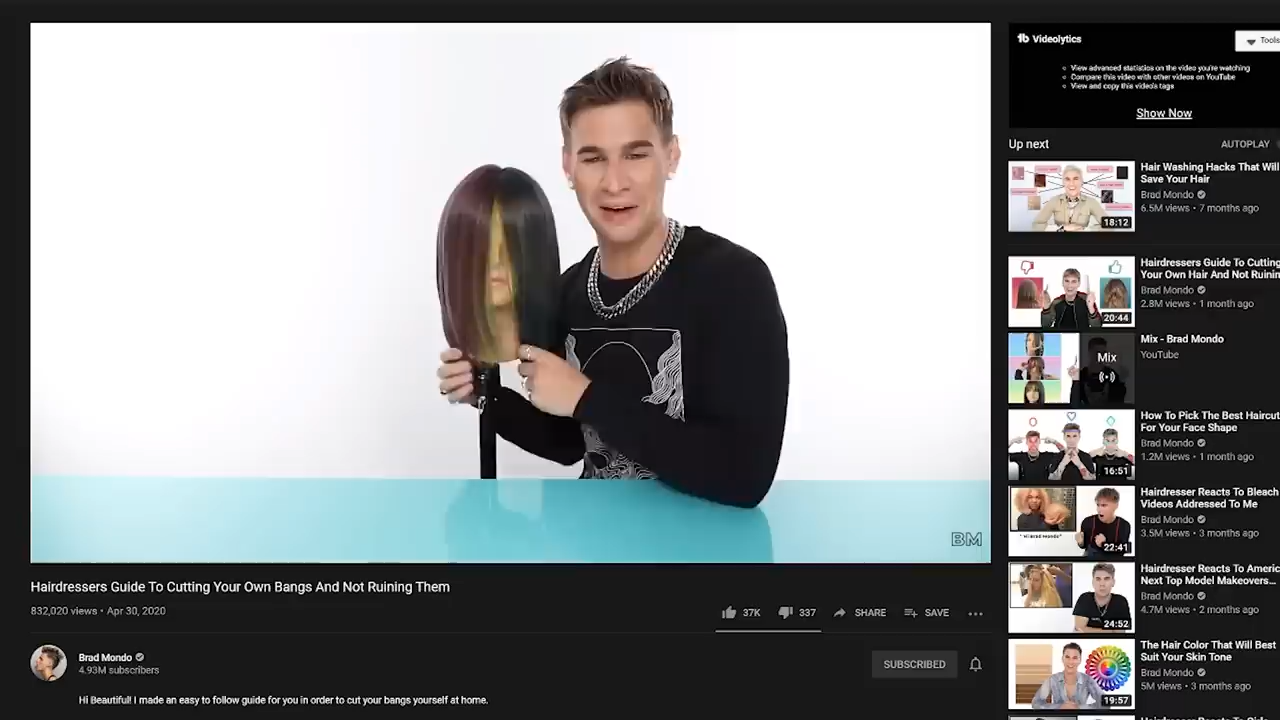 BM
Hairdressers Guide To Cutting Your Own Bangs And Not Ruining Them
832,020 views • Apr 30, 2020
37K
337
SHARE
SAVE
Brad Mondo
4.93M subscribers
SUBSCRIBED
Hi Beautiful! I made an easy to follow guide for you in order to cut your bangs yourself at home.
tb Videolytics
Tools
View advanced statistics on the video you're watching
Compare this video with other videos on YouTube
View and copy this video's tags
Show Now
Up next
AUTOPLAY
18:12
Hair Washing Hacks That Will
Save Your Hair
Brad Mondo
6.5M views • 7 months ago
20:44
Hairdressers Guide To Cutting
Your Own Hair And Not Ruinin
Brad Mondo
2.8M views • 1 month ago
Mix
Mix - Brad Mondo
YouTube
16:51
How To Pick The Best Haircut
For Your Face Shape
Brad Mondo
1.2M views • 1 month ago
"Hi Brad Mondo"
22:41
Hairdresser Reacts To Bleach
Videos Addressed To Me
Brad Mondo
3.5M views • 3 months ago
24:52
Hairdresser Reacts To Americ
Next Top Model Makeovers...
Brad Mondo
4.7M views • 2 months ago
19:57
The Hair Color That Will Best
Suit Your Skin Tone
Brad Mondo
5M views • 3 months ago